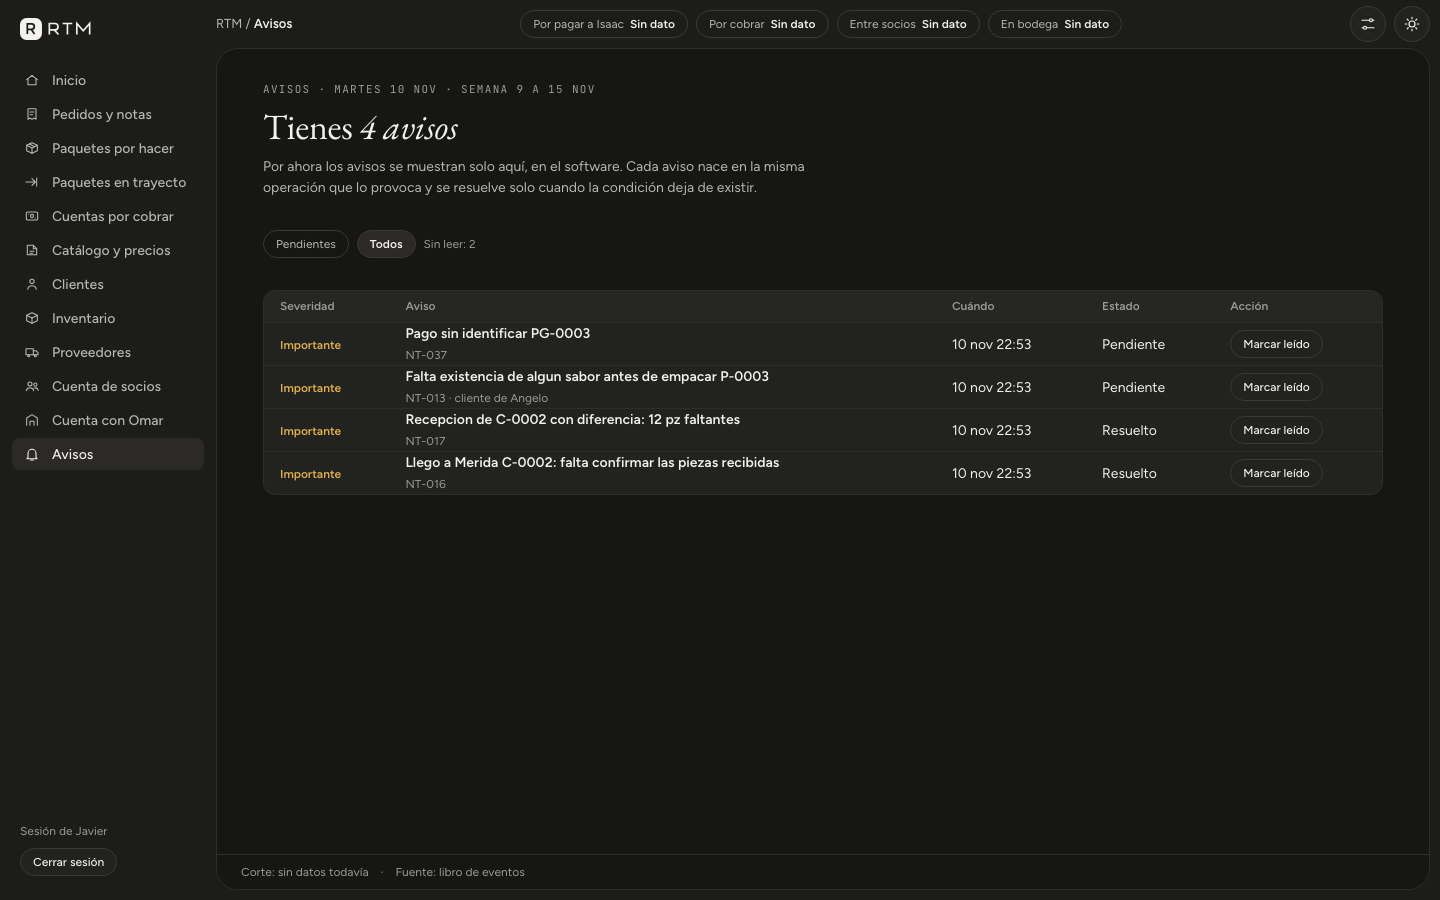 R RTM
Inicio
Pedidos y notas
Paquetes por hacer
Paquetes en trayecto
Cuentas por cobrar
Catálogo y precios
Clientes
Inventario
Proveedores
Cuenta de socios
Cuenta con Omar
Avisos
Sesión de Javier
Cerrar sesión
RTM / Avisos
Por pagar a Isaac Sin dato
Por cobrar Sin dato
Entre socios Sin dato
En bodega Sin dato
AVISOS · MARTES 10 NOV · SEMANA 9 A 15 NOV
Tienes 4 avisos
Por ahora los avisos se muestran solo aquí, en el software. Cada aviso nace en la misma
operación que lo provoca y se resuelve solo cuando la condición deja de existir.
Pendientes Todos Sin leer: 2
Severidad Aviso Cuándo Estado Acción
Importante Pago sin identificar PG-0003 10 nov 22:53 Pendiente Marcar leído
NT-037
Importante Falta existencia de algun sabor antes de empacar P-0003 10 nov 22:53 Pendiente Marcar leído
NT-013 · cliente de Angelo
Importante Recepcion de C-0002 con diferencia: 12 pz faltantes 10 nov 22:53 Resuelto Marcar leído
NT-017
Importante Llego a Merida C-0002: falta confirmar las piezas recibidas 10 nov 22:53 Resuelto Marcar leído
NT-016
Corte: sin datos todavía · Fuente: libro de eventos